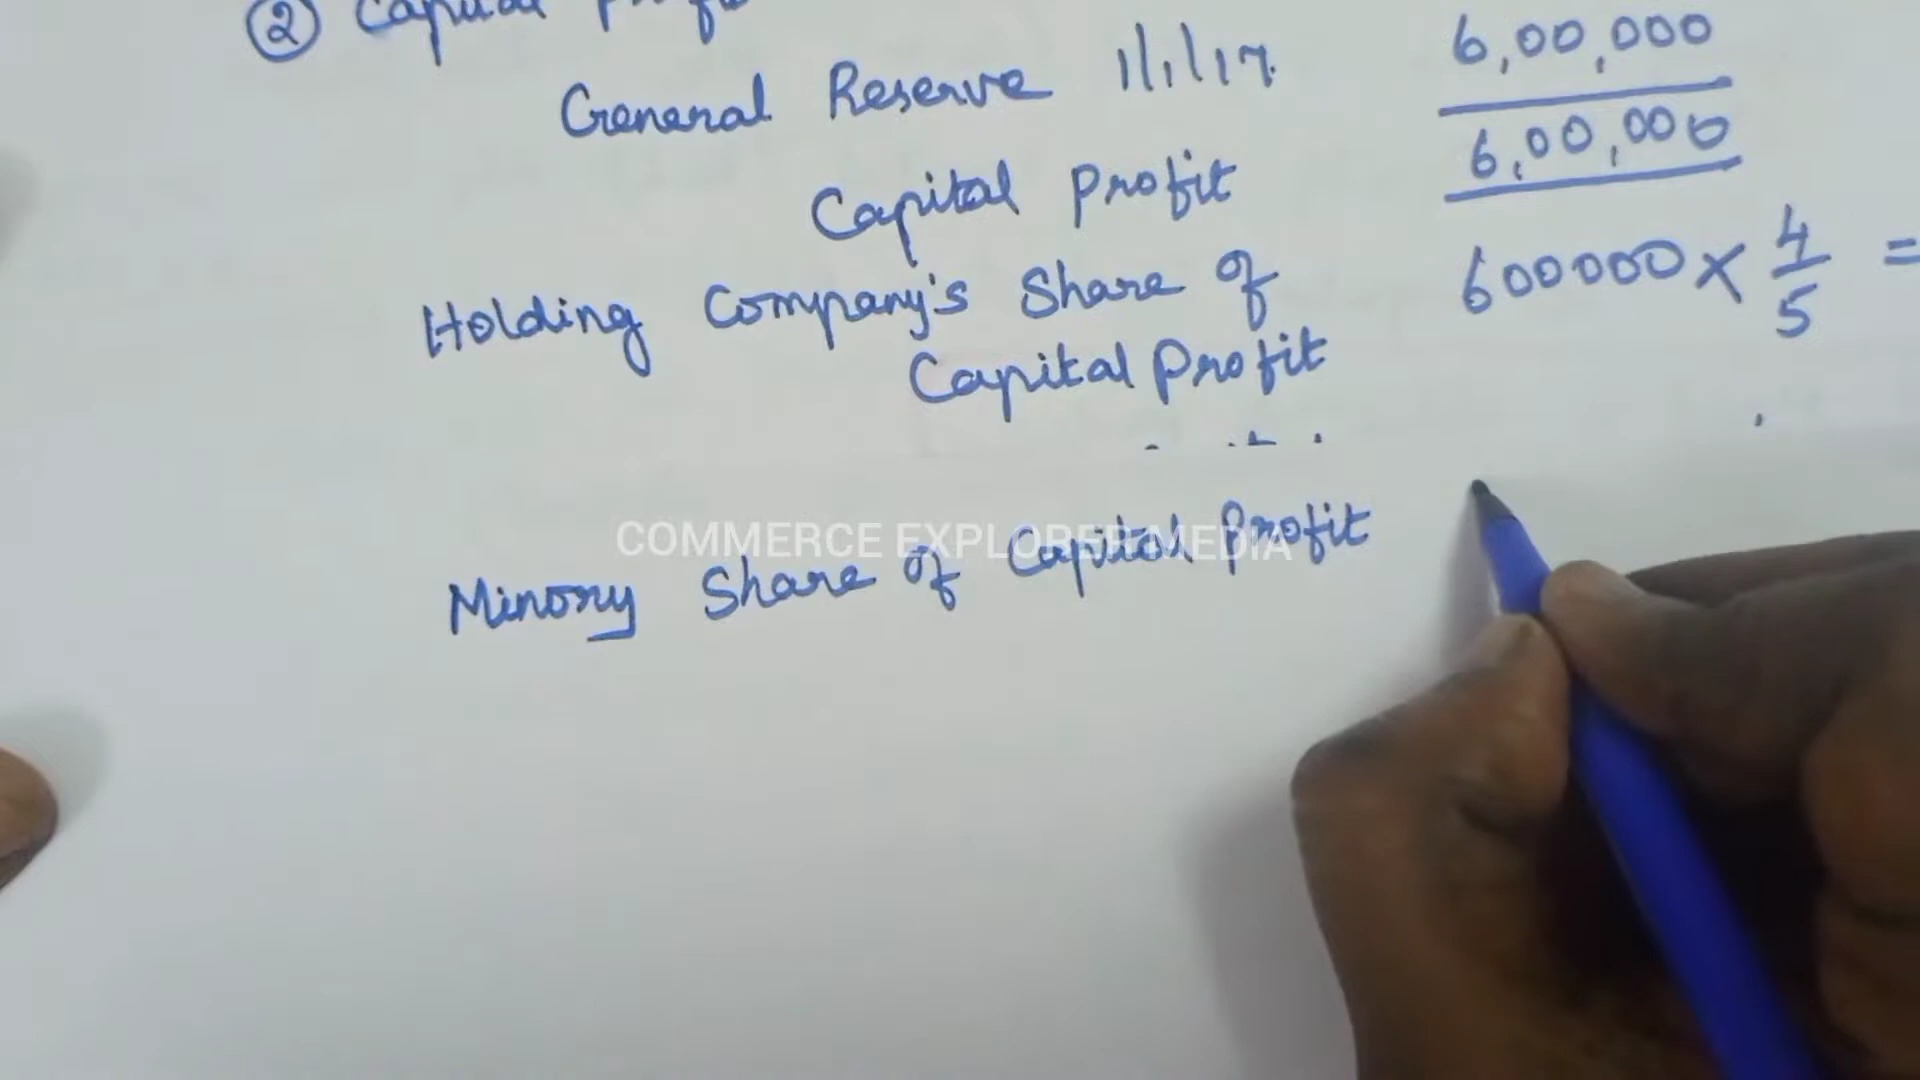 ② Capital Profit
General Reserve 1/1/17. 6,00,000
Capital Profit 6,00,000
Holding Company's Share of 600000 × 4/5 =
Capital Profit
Minory Share of Capital Profit
COMMERCE EXPLORER MEDIA